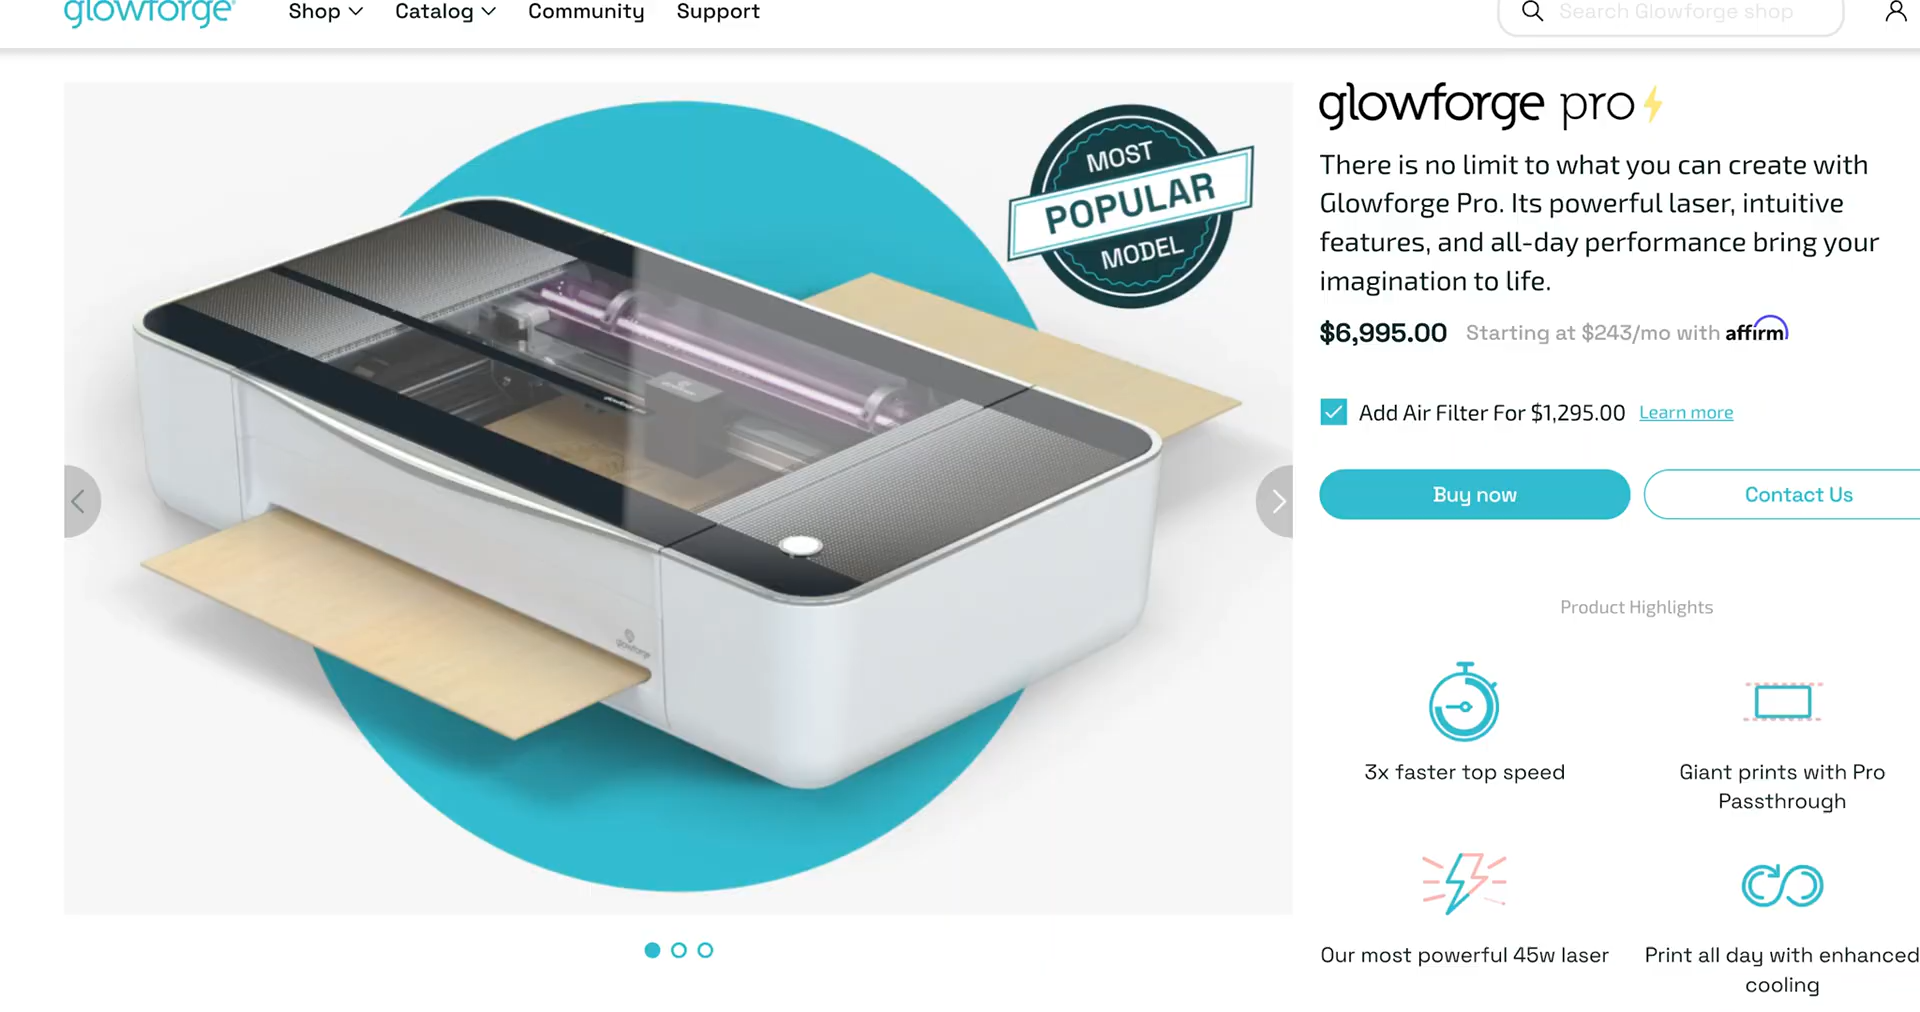 glowforge
Shop
Catalog
Community
Support
Search Glowforge shop
MOST
POPULAR
MODEL
glowforge
glowforge pro
There is no limit to what you can create with
Glowforge Pro. Its powerful laser, intuitive
features, and all-day performance bring your
imagination to life.
$6,995.00 Starting at $243/mo with affirm
Add Air Filter For $1,295.00 Learn more
Buy now
Contact Us
Product Highlights
3x faster top speed
Giant prints with Pro
Passthrough
Our most powerful 45w laser
Print all day with enhanced
cooling